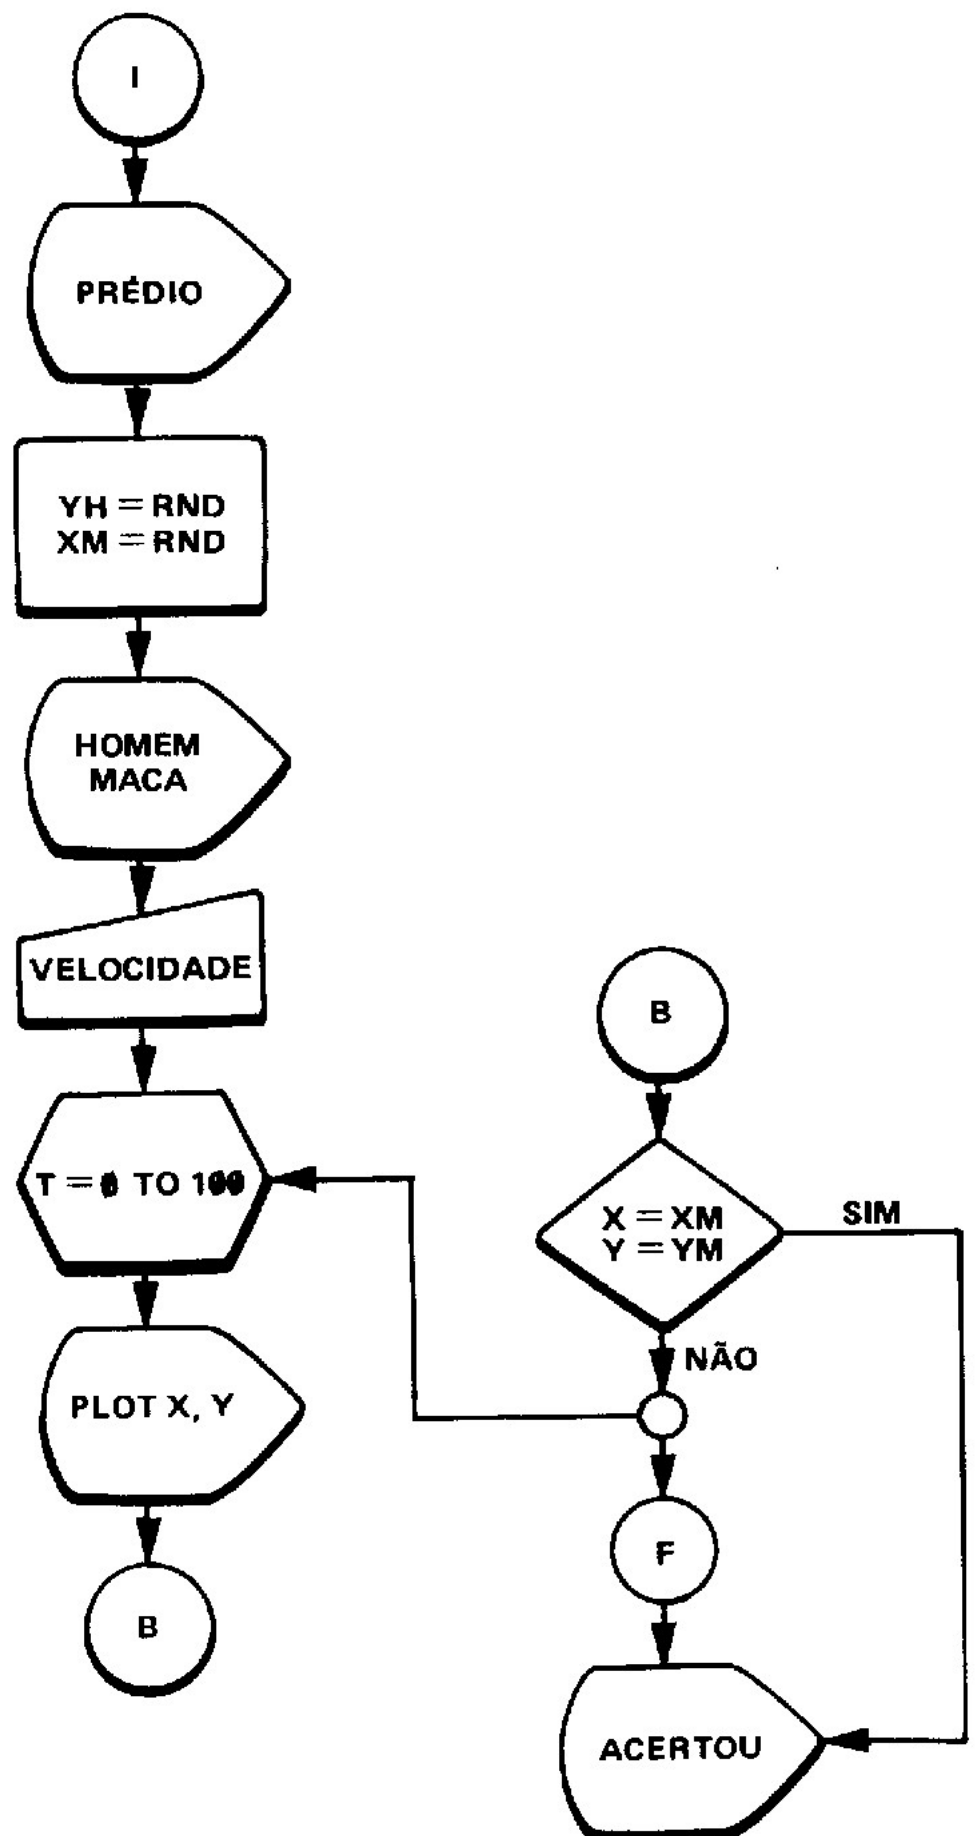 I
PRÉDIO
YH = RND
XM = RND
HOMEM
MACA
VELOCIDADE
T = 0 TO 100
PLOT X, Y
B
B
X = XM
Y = YM
SIM
NÃO
F
ACERTOU